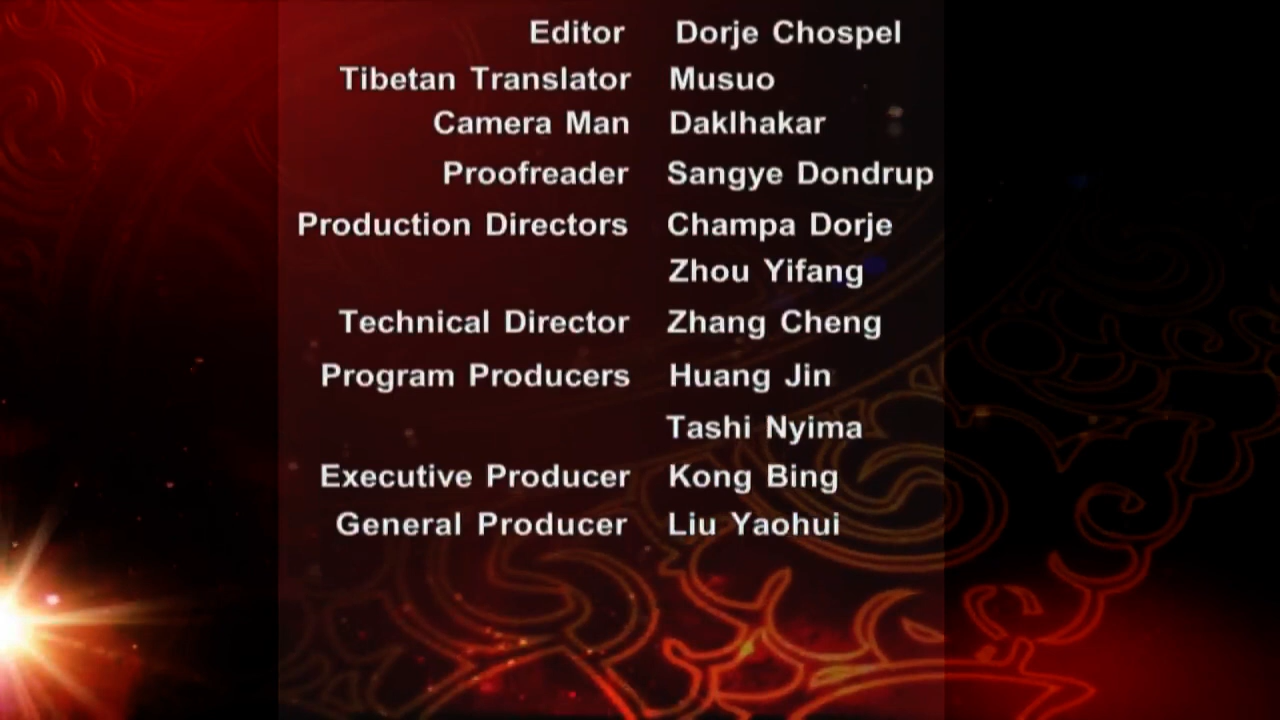 Editor Dorje Chospel
Tibetan Translator Musuo
Camera Man Daklhakar
Proofreader Sangye Dondrup
Production Directors Champa Dorje
Zhou Yifang
Technical Director Zhang Cheng
Program Producers Huang Jin
Tashi Nyima
Executive Producer Kong Bing
General Producer Liu Yaohui